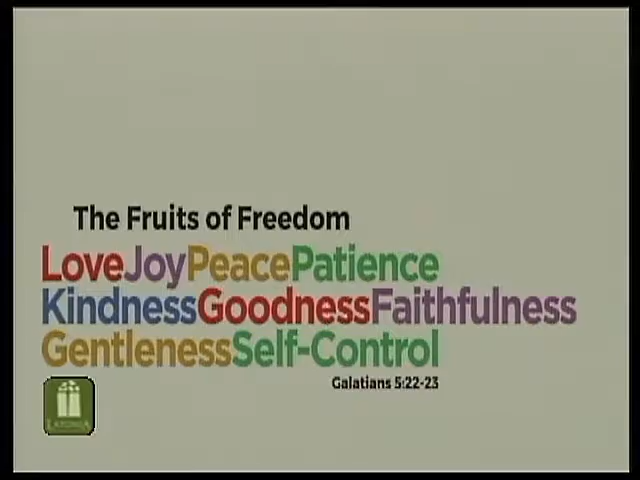 The Fruits of Freedom
LoveJoyPeacePatience
KindnessGoodnessFaithfulness
GentlenessSelf-Control
Galatians 5:22-23